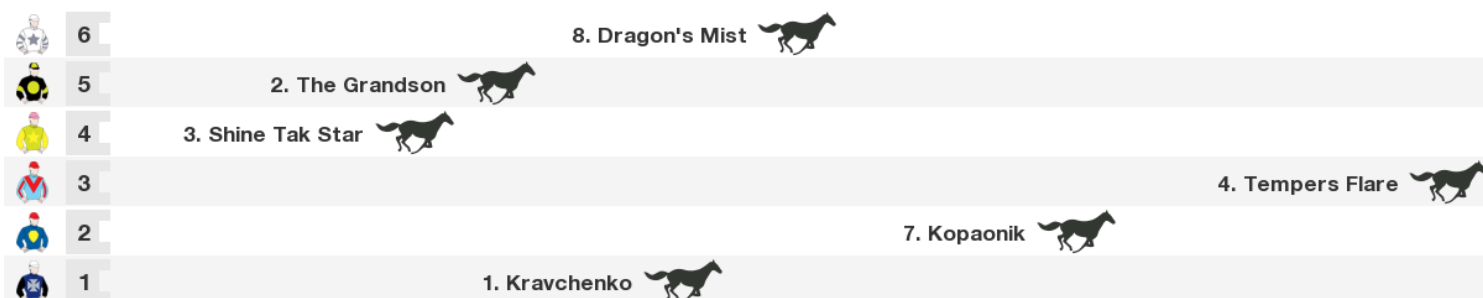 6 8. Dragon's Mist
5 2. The Grandson
4 3. Shine Tak Star
3 4. Tempers Flare
2 7. Kopaonik
1 1. Kravchenko